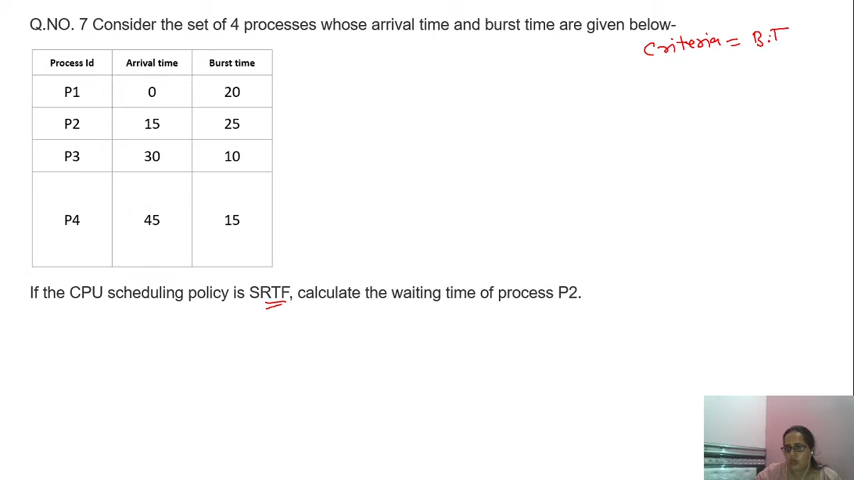 Q.NO. 7 Consider the set of 4 processes whose arrival time and burst time are given below-
Criteria = B.T
Process Id Arrival time Burst time
P1 0 20
P2 15 25
P3 30 10
P4 45 15
If the CPU scheduling policy is SRTF, calculate the waiting time of process P2.